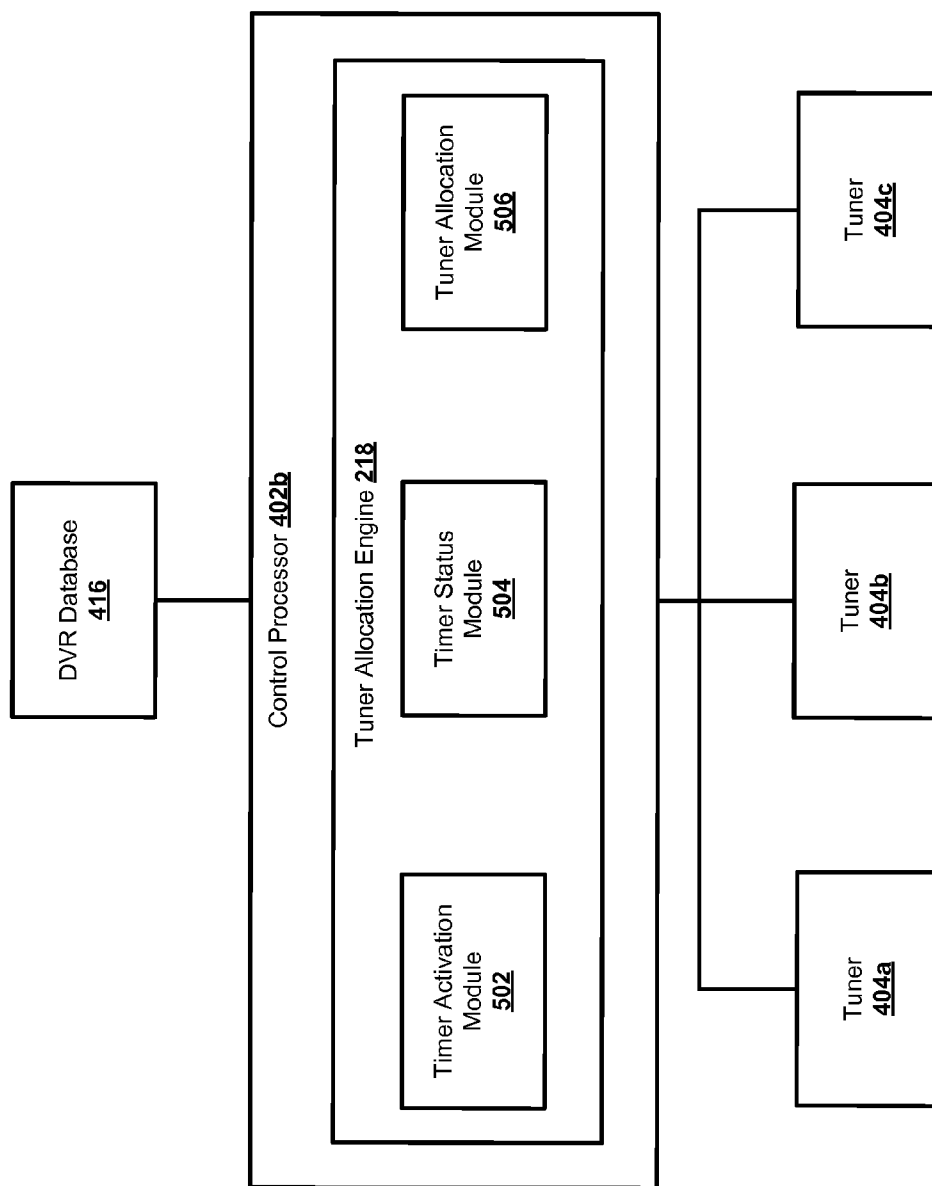 DVR Database
416
Control Processor 402b
Tuner Allocation Engine 218
Timer Activation
Module
502
Timer Status
Module
504
Tuner Allocation
Module
506
Tuner
404a
Tuner
404b
Tuner
404c